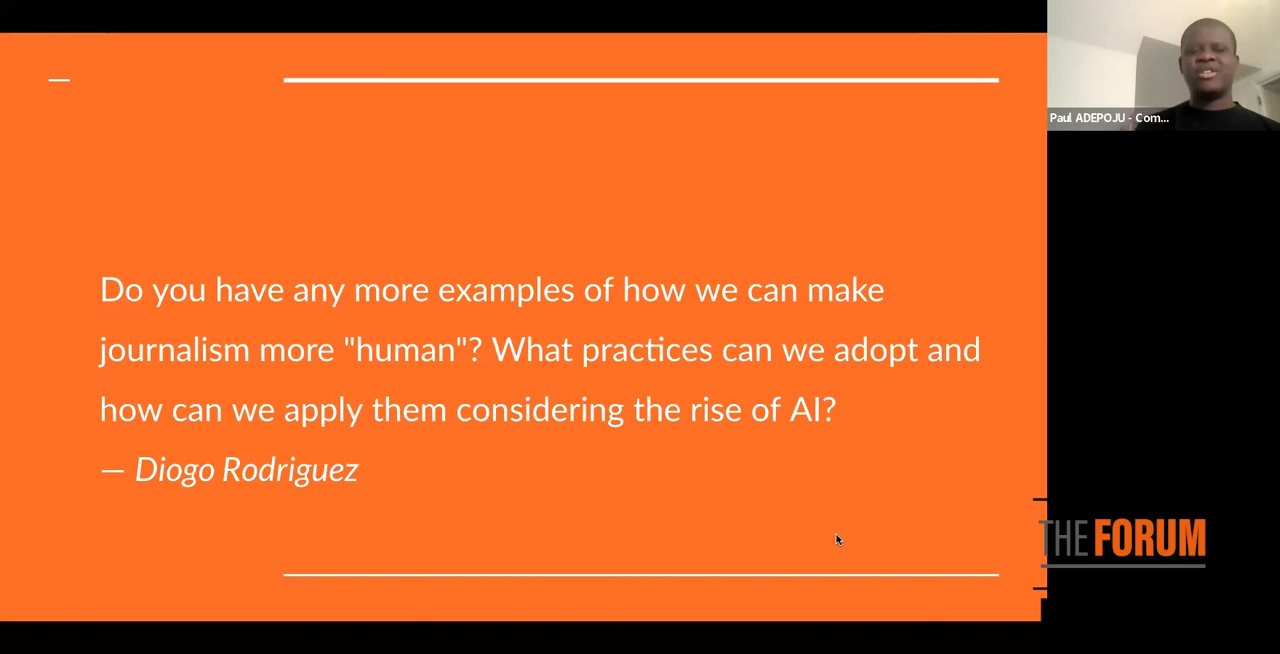 Do you have any more examples of how we can make
journalism more "human"? What practices can we adopt and
how can we apply them considering the rise of AI?
— Diogo Rodriguez
Paul ADEPOJU - Com...
THE FORUM